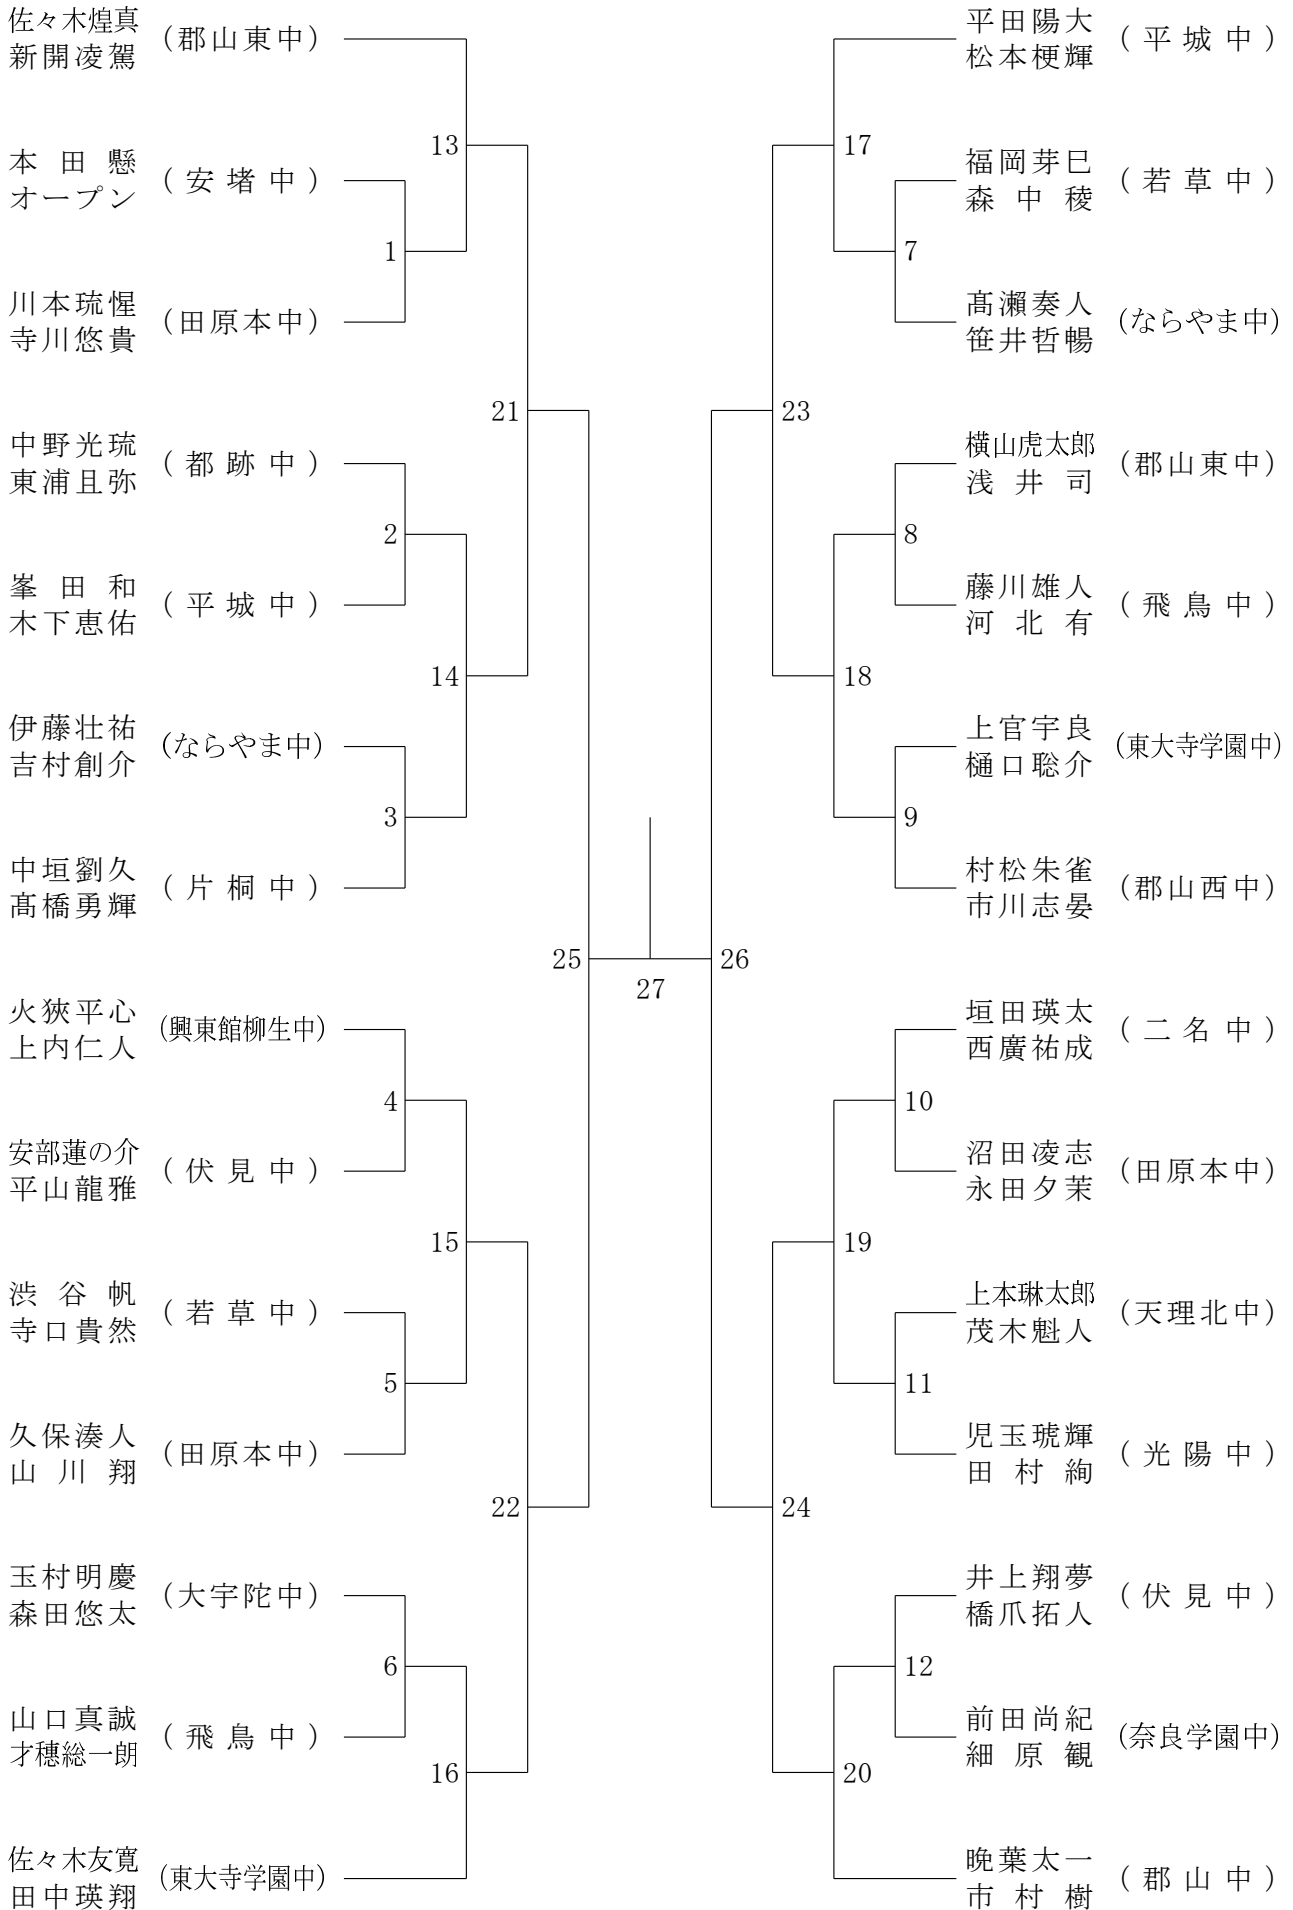 佐々木煌真
新開凌駕
(郡山東中)
本田懸
オープン
(安堵中)
川本琉惺
寺川悠貴
(田原本中)
中野光琉
東浦且弥
(都跡中)
峯田和
木下恵佑
(平城中)
伊藤壮祐
吉村創介
(ならやま中)
中垣劉久
髙橋勇輝
(片桐中)
火狹平心
上内仁人
(興東館柳生中)
安部蓮の介
平山龍雅
(伏見中)
渋谷帆
寺口貴然
(若草中)
久保湊人
山川翔
(田原本中)
玉村明慶
森田悠太
(大宇陀中)
山口真誠
才穗総一朗
(飛鳥中)
佐々木友寛
田中瑛翔
(東大寺学園中)
13
1
21
2
14
3
25
4
15
5
22
6
16
27
17
7
23
8
18
9
26
10
19
11
24
12
20
平田陽大
松本梗輝
(平城中)
福岡芽巳
森中稜
(若草中)
髙瀨奏人
笹井哲暢
(ならやま中)
横山虎太郎
浅井司
(郡山東中)
藤川雄人
河北有
(飛鳥中)
上官宇良
樋口聡介
(東大寺学園中)
村松朱雀
市川志晏
(郡山西中)
垣田瑛太
西廣祐成
(二名中)
沼田凌志
永田夕茉
(田原本中)
上本琳太郎
茂木魁人
(天理北中)
児玉琥輝
田村絢
(光陽中)
井上翔夢
橋爪拓人
(伏見中)
前田尚紀
細原観
(奈良学園中)
晩葉太一
市村樹
(郡山中)